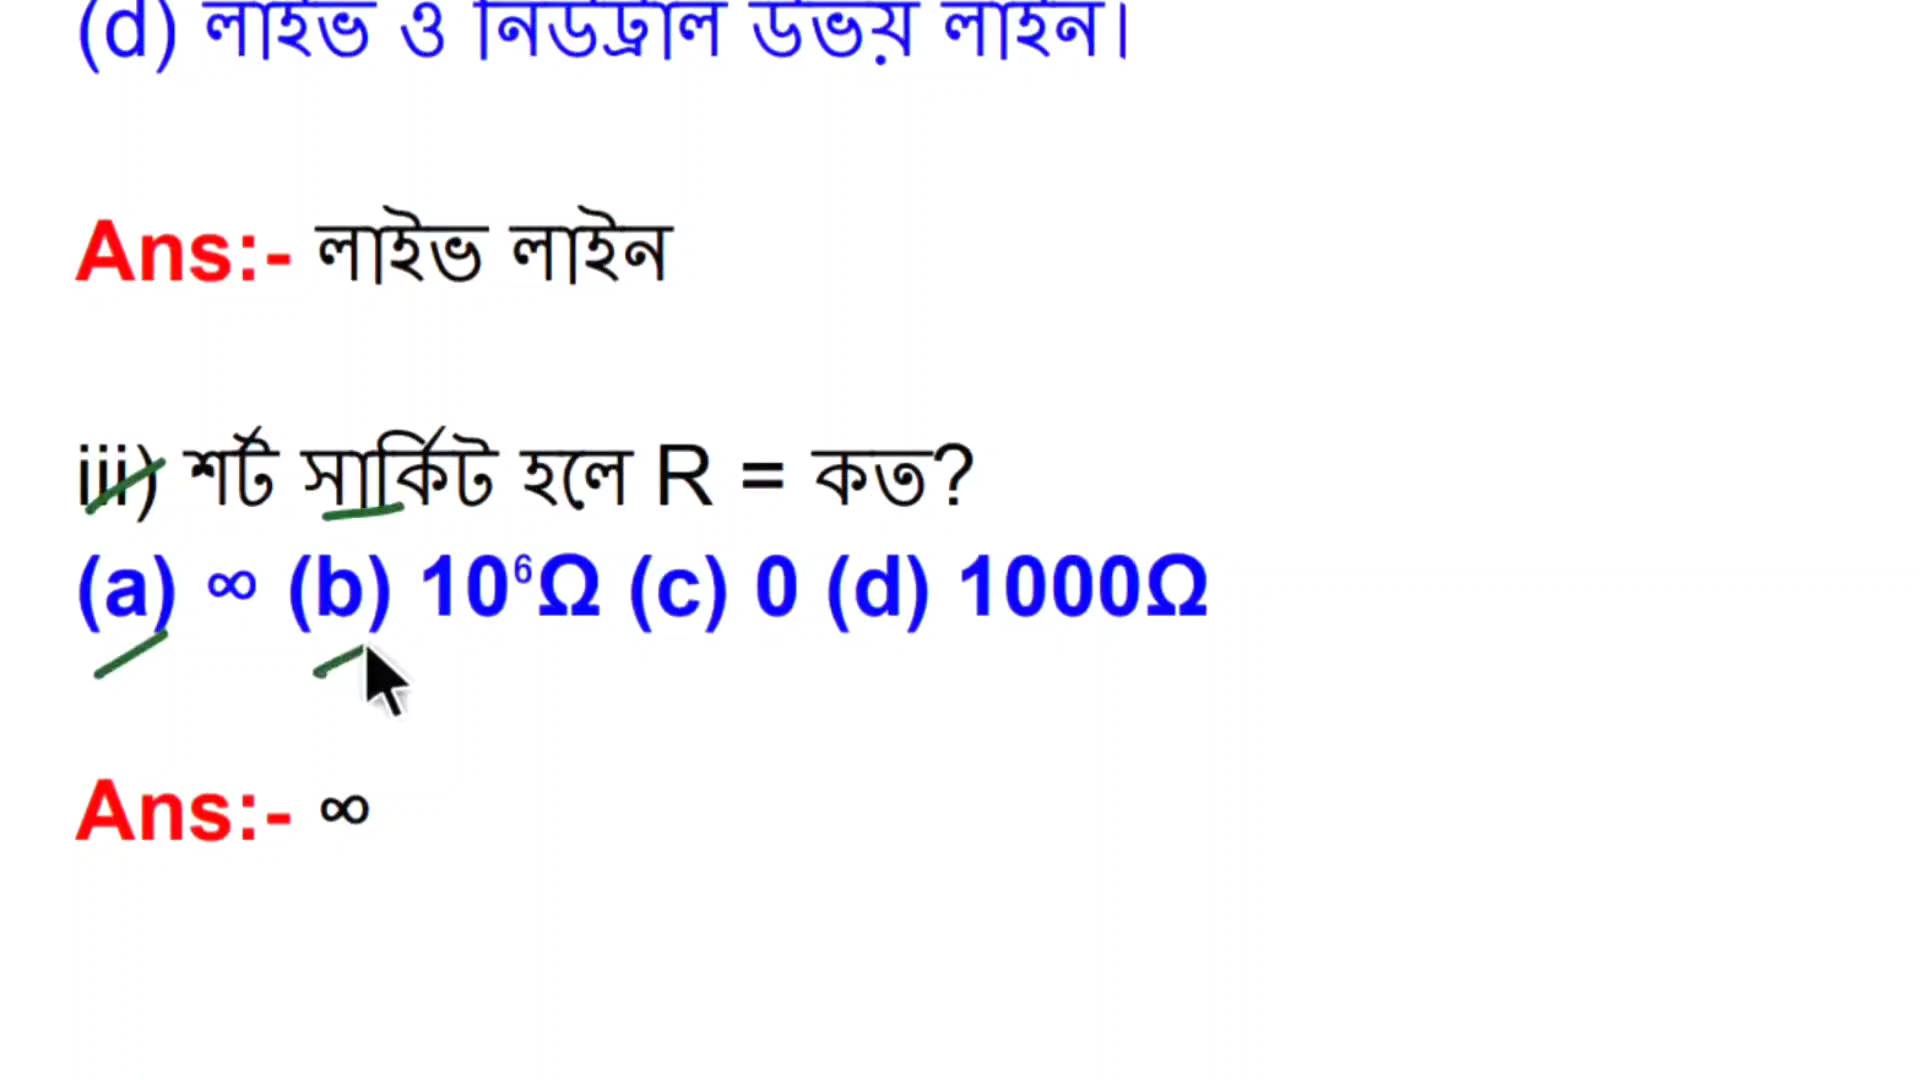 (d) লাইভ ও নিউট্রাল উভয় লাইন।
Ans:- লাইভ লাইন
iii) শর্ট সার্কিট হলে R = কত?
(a) ∞ (b) 10⁶Ω (c) 0 (d) 1000Ω
Ans:- ∞